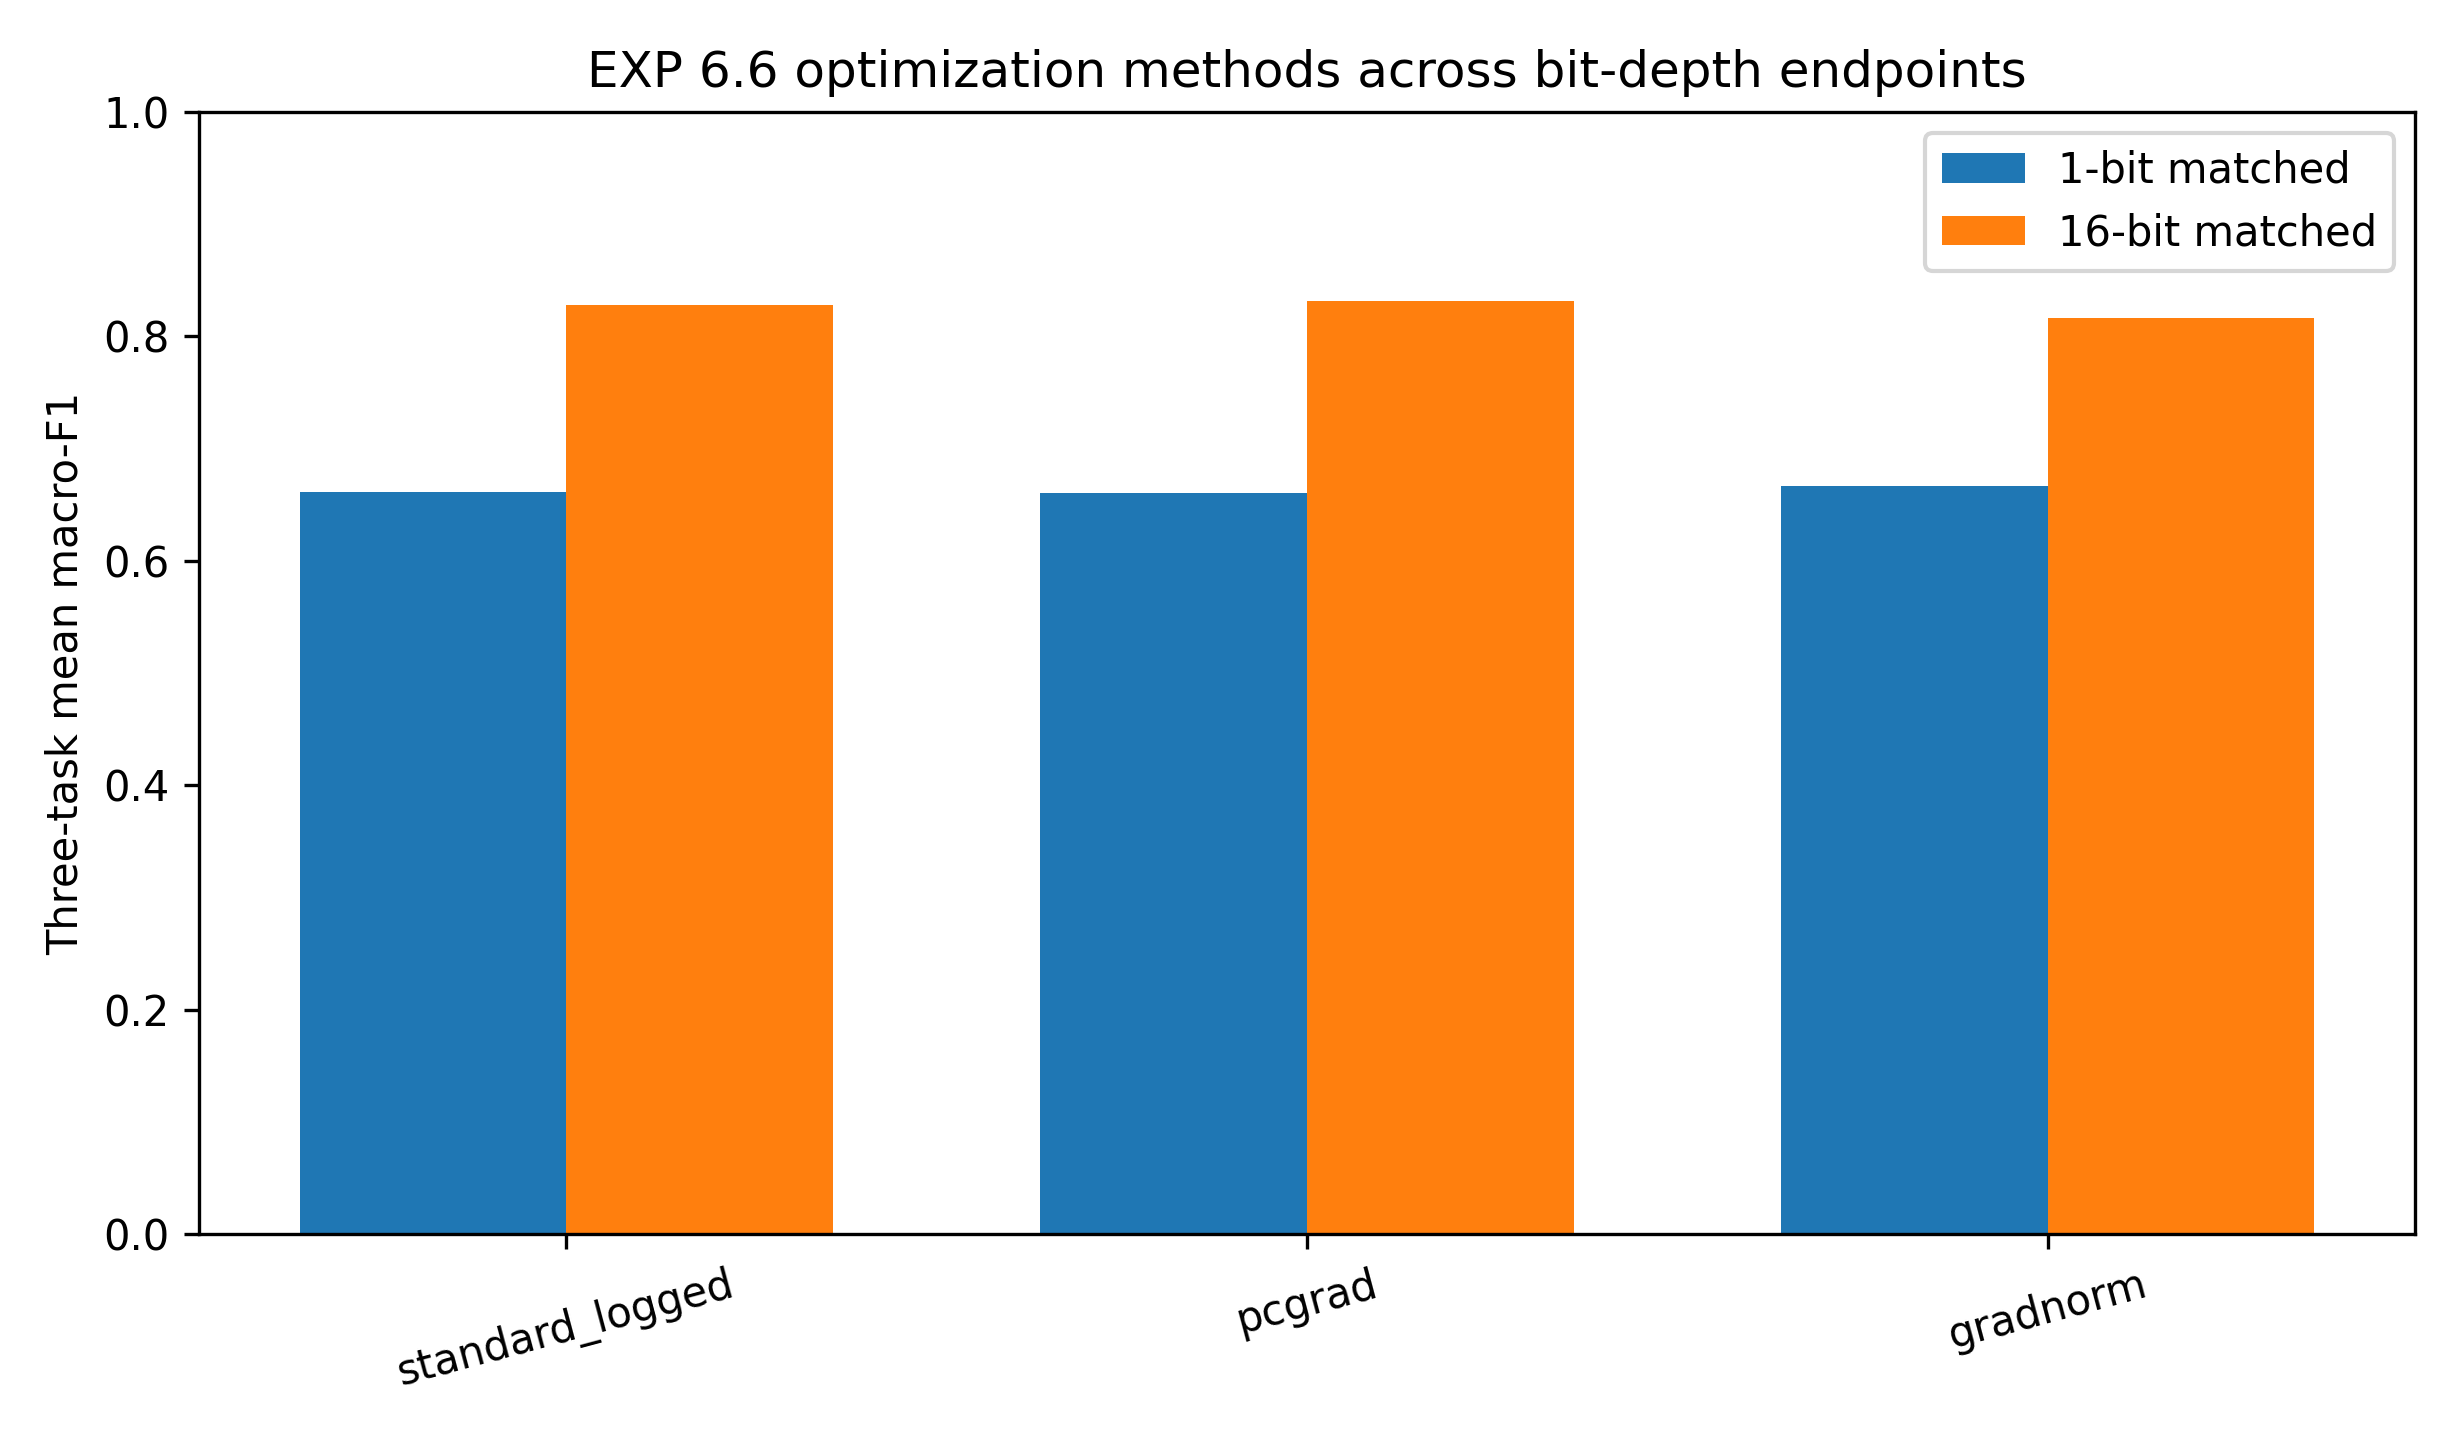 EXP 6.6 optimization methods across bit-depth endpoints
1-bit matched
16-bit matched
Three-task mean macro-F1
1.0
0.8
0.6
0.4
0.2
0.0
standard_logged
pcgrad
gradnorm